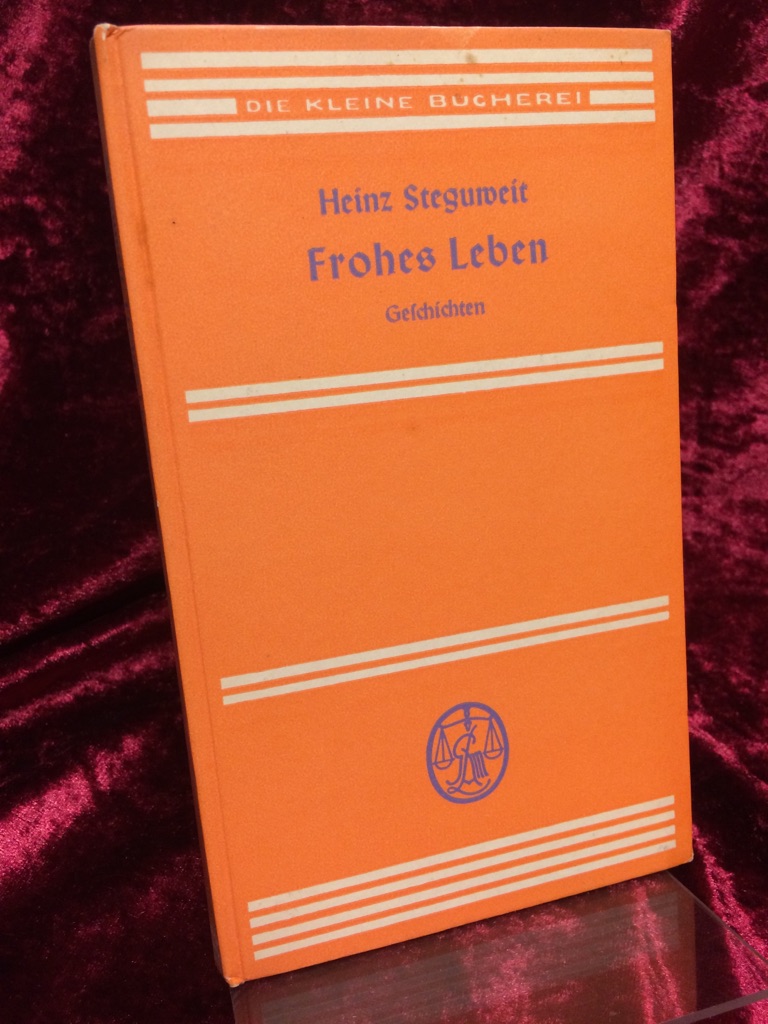 DIE KLEINE BÜCHEREI
Heinz Steguweit
Frohes Leben
Geſchichten